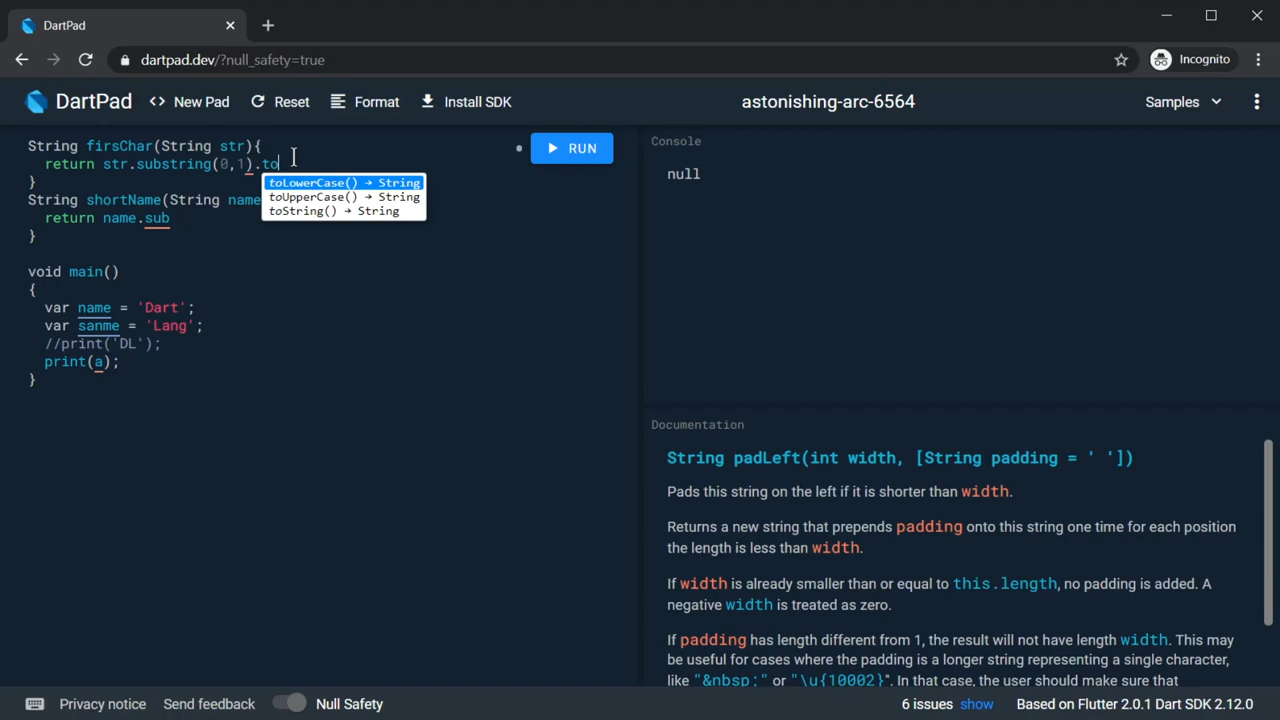 DartPad
dartpad.dev/?null_safety=true
Incognito
DartPad
<> New Pad
Reset
Format
Install SDK
astonishing-arc-6564
Samples
String firsChar(String str){
return str.substring(0,1).to
}
String shortName(String name
return name.sub
}
void main()
{
var name = 'Dart';
var sanme = 'Lang';
//print('DL');
print(a);
}
toLowerCase() → String
toUpperCase() → String
toString() → String
RUN
Console
null
Documentation
String padLeft(int width, [String padding = ' '])
Pads this string on the left if it is shorter than width.
Returns a new string that prepends padding onto this string one time for each position
the length is less than width.
If width is already smaller than or equal to this.length, no padding is added. A
negative width is treated as zero.
If padding has length different from 1, the result will not have length width. This may
be useful for cases where the padding is a longer string representing a single character,
like "&nbsp;" or "\u{10002}". In that case, the user should make sure that
Privacy notice
Send feedback
Null Safety
6 issues show
Based on Flutter 2.0.1 Dart SDK 2.12.0